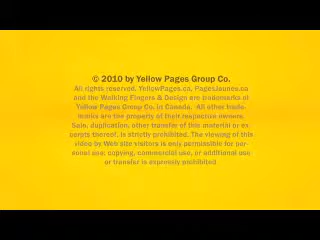 © 2010 by Yellow Pages Group Co.
All rights reserved. YellowPages.ca, PagesJaunes.ca
and the Walking Fingers & Design are trademarks of
Yellow Pages Group Co. in Canada. All other trade-
marks are the property of their respective owners.
Sale, duplication, other transfer of this material or ex
cerpts thereof, is strictly prohibited. The viewing of this
video by Web site visitors is only permissible for per-
sonal use; copying, commercial use, or additional use
or transfer is expressly prohibited